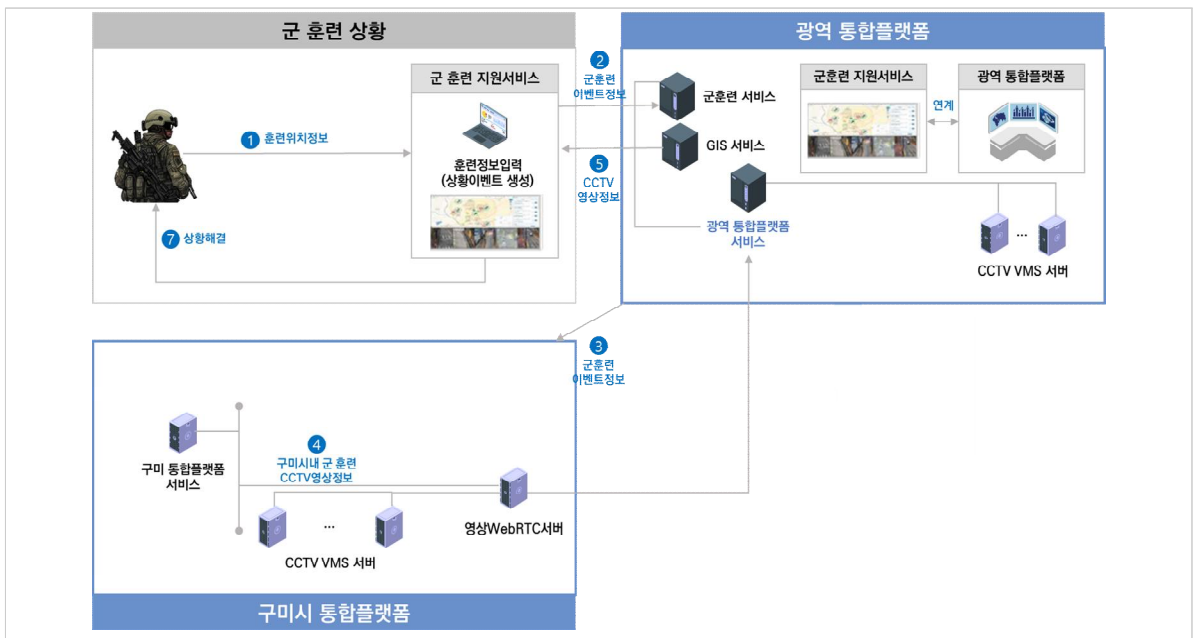 군 훈련 상황
군 훈련 지원서비스
1 훈련위치정보
훈련정보입력
(상황이벤트 생성)
7 상황해결
2
군훈련
이벤트정보
5
CCTV
영상정보
광역 통합플랫폼
군훈련 서비스
GIS 서비스
광역 통합플랫폼
서비스
군훈련 지원서비스
연계
광역 통합플랫폼
...
CCTV VMS 서버
3
군훈련
이벤트정보
구미 통합플랫폼
서비스
4
구미시내 군 훈련
CCTV영상정보
...
CCTV VMS 서버
영상WebRTC서버
구미시 통합플랫폼